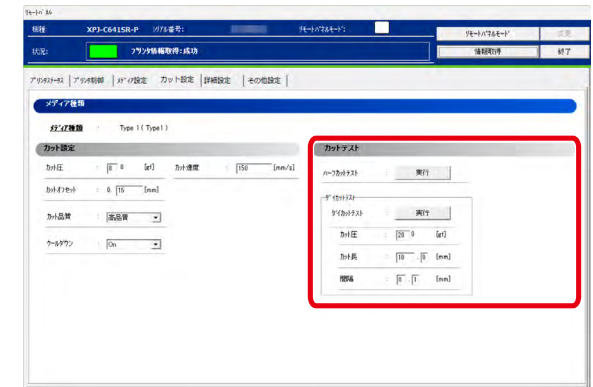 リモートパネル
機種: XPJ-C641SR-P シリアル番号: リモートパネルモード:
リモートパネルモード 変更
状況: プリンタ情報取得:成功
情報取得 終了
プリンタステータス プリンタ制御 メディア設定 カット設定 詳細設定 その他設定
メディア種類
メディア種類 : Type 1 ( Type1 )
カット設定
カット圧 : 0 [gf] カット速度 : 150 [mm/s]
カットオフセット : 0. 15 [mm]
カット品質 : 高品質
クールダウン : On
カットテスト
ハーフカットテスト : 実行
ダイカットテスト
ダイカットテスト : 実行
カット圧 : 20 0 [gf]
カット長 : 10 . 0 [mm]
間隔 : 0 . 1 [mm]